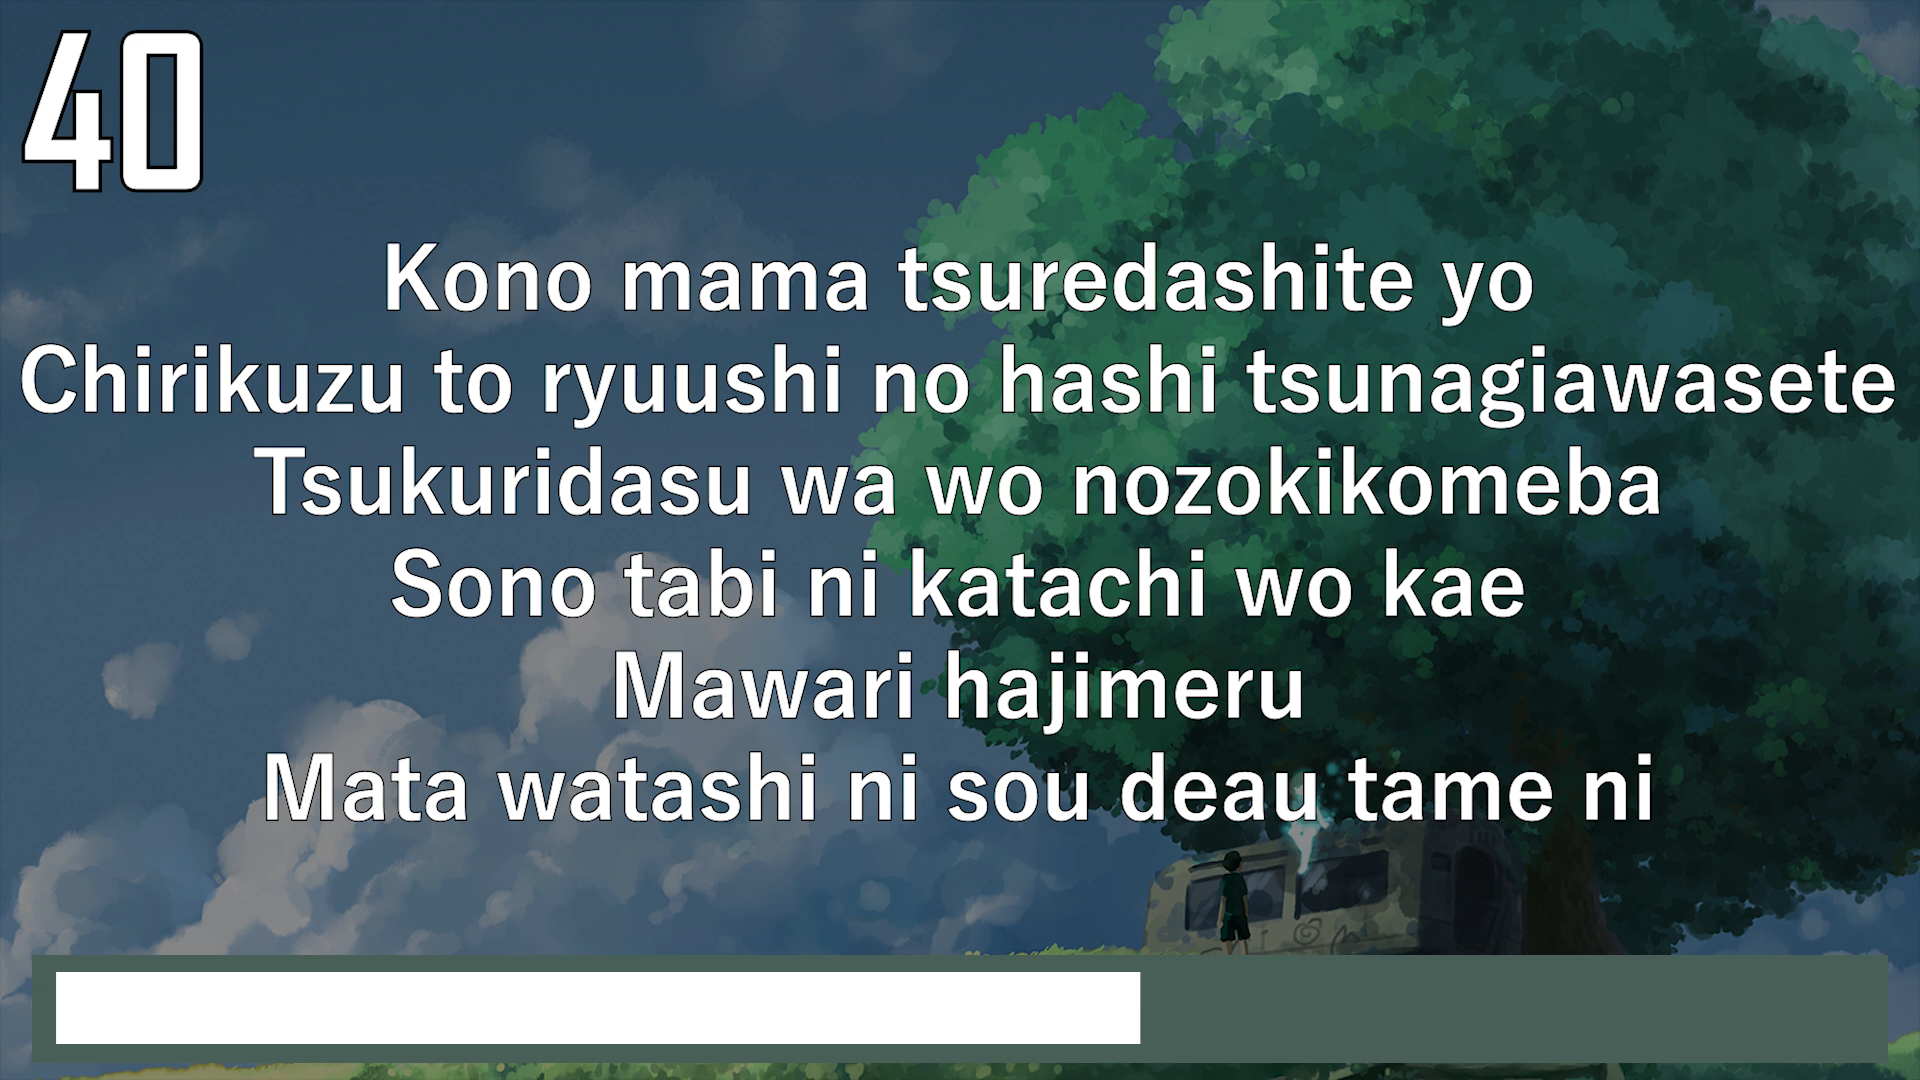 40
Kono mama tsuredashite yo
Chirikuzu to ryuushi no hashi tsunagiawasete
Tsukuridasu wa wo nozokikomeba
Sono tabi ni katachi wo kae
Mawari hajimeru
Mata watashi ni sou deau tame ni